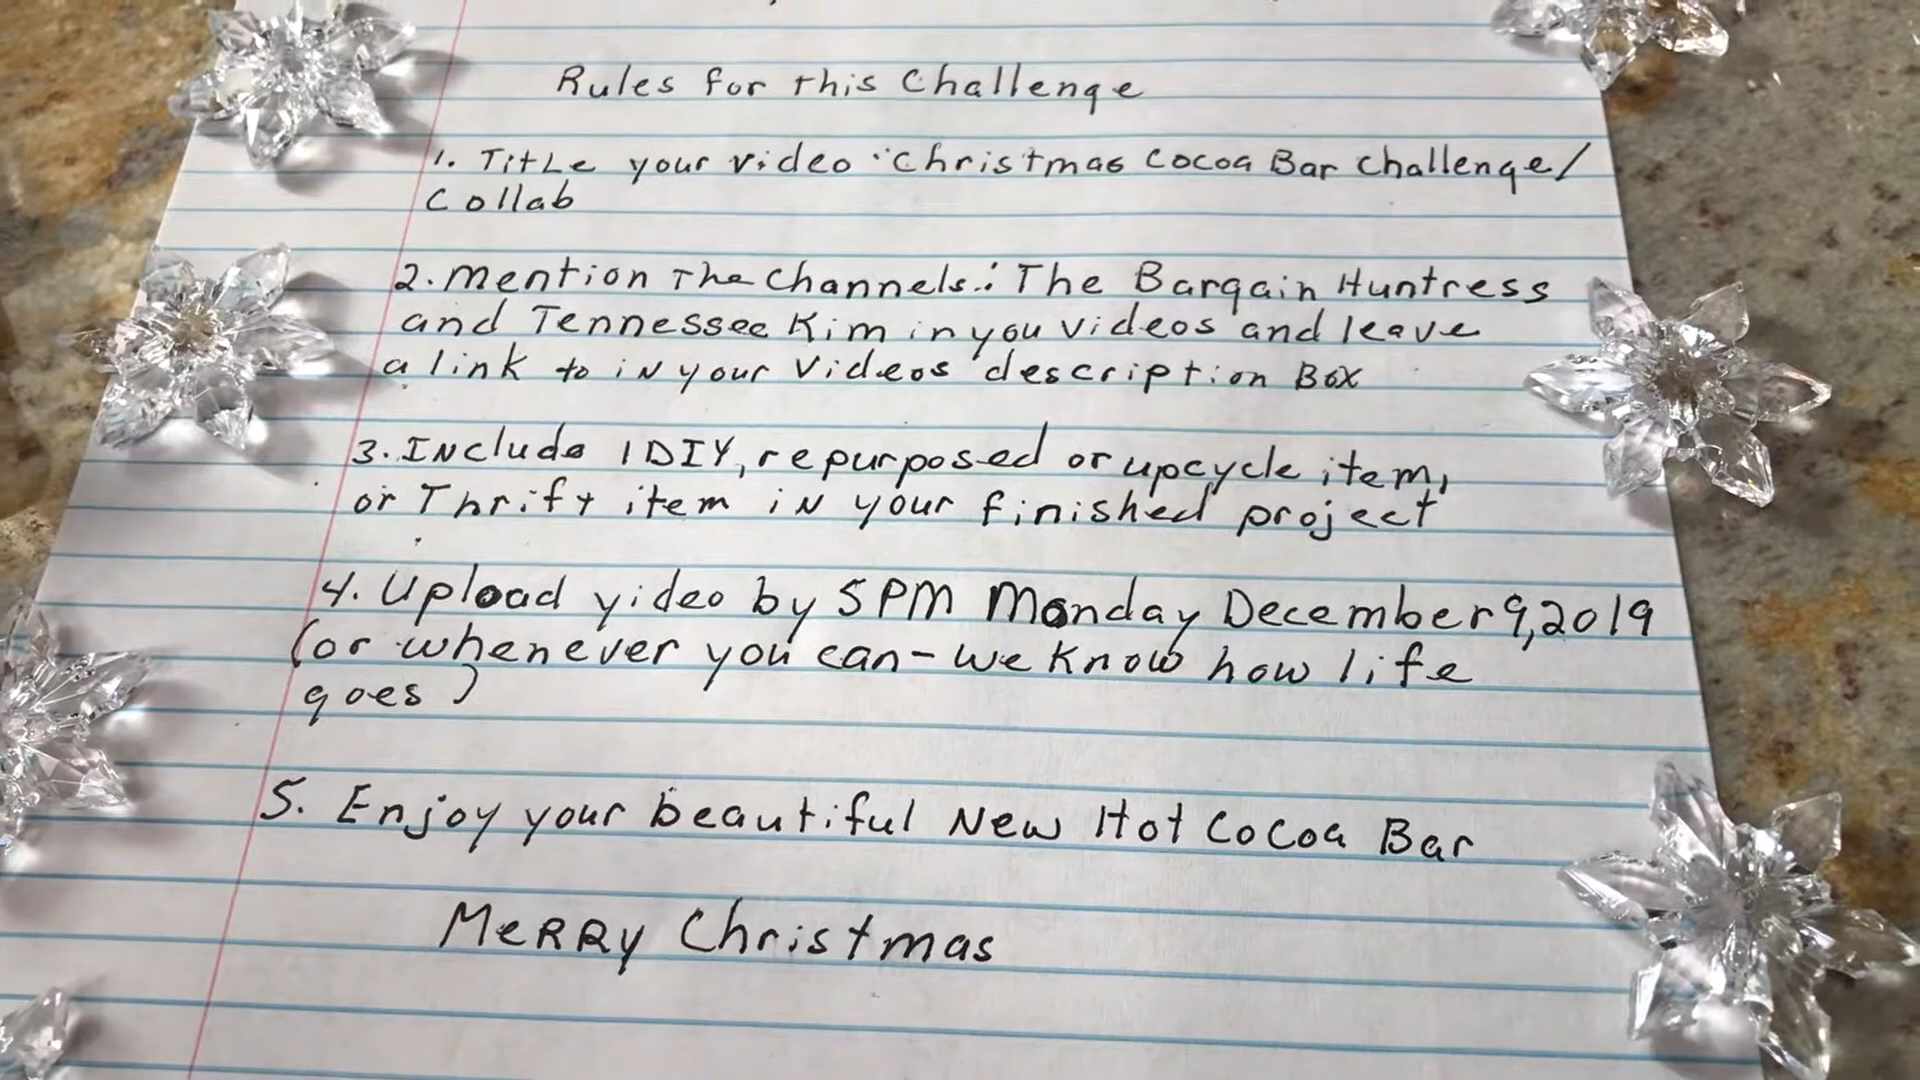 Rules for this Challenge
1. Title your video "Christmas Cocoa Bar Challenge/
Collab
2. Mention The Channels: The Bargain Huntress
and Tennessee Kim in you videos and leave
a link to in your videos description Box
3. Include 1 DIY, repurposed or upcycle item,
or Thrift item in your finished project
4. Upload video by 5PM Monday December 9, 2019
(or whenever you can - we know how life
goes)
5. Enjoy your beautiful New Hot Cocoa Bar
Merry Christmas